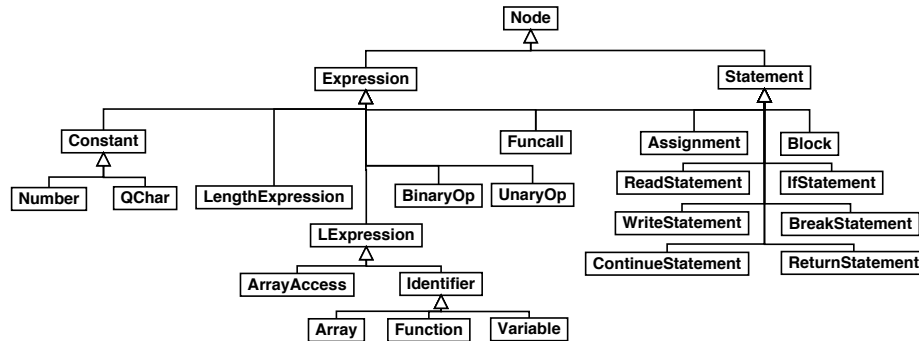 Node
Expression
Statement
Constant
Funcall
Assignment
Block
Number
QChar
LengthExpression
BinaryOp
UnaryOp
ReadStatement
IfStatement
LExpression
WriteStatement
BreakStatement
ArrayAccess
Identifier
ContinueStatement
ReturnStatement
Array
Function
Variable